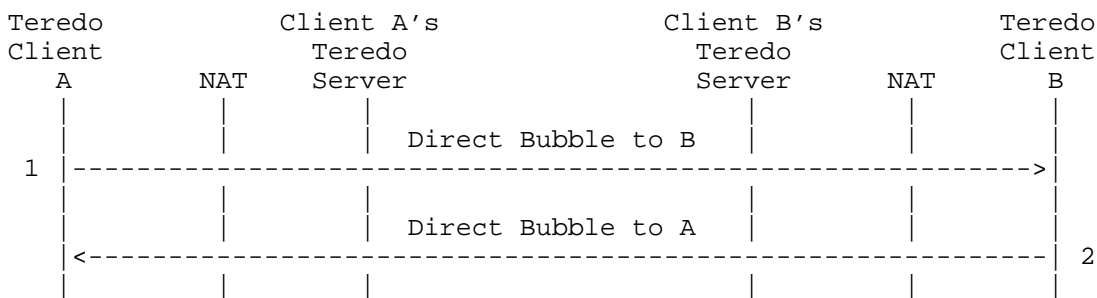 Teredo Client A's Client B's Teredo
Client Teredo Teredo Client
A NAT Server Server NAT B
Direct Bubble to B
1
Direct Bubble to A
2